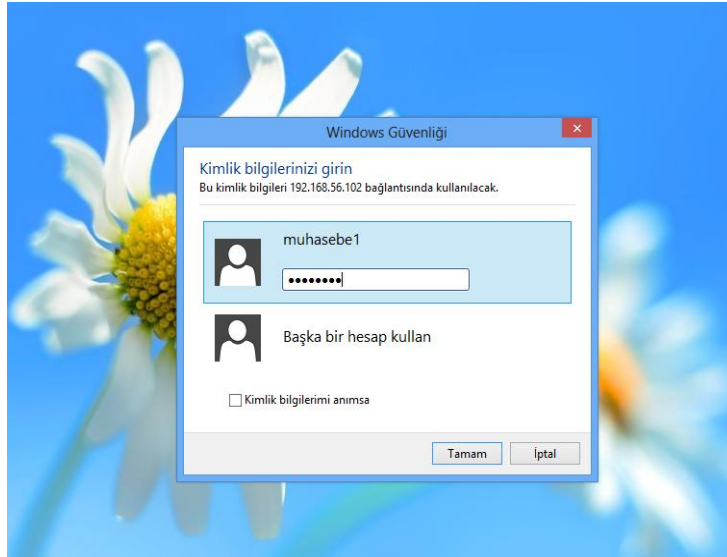 Windows Güvenliği
Kimlik bilgilerinizi girin
Bu kimlik bilgileri 192.168.56.102 bağlantısında kullanılacak.
muhasebe1
••••••••
Başka bir hesap kullan
Kimlik bilgilerimi anımsa
Tamam İptal